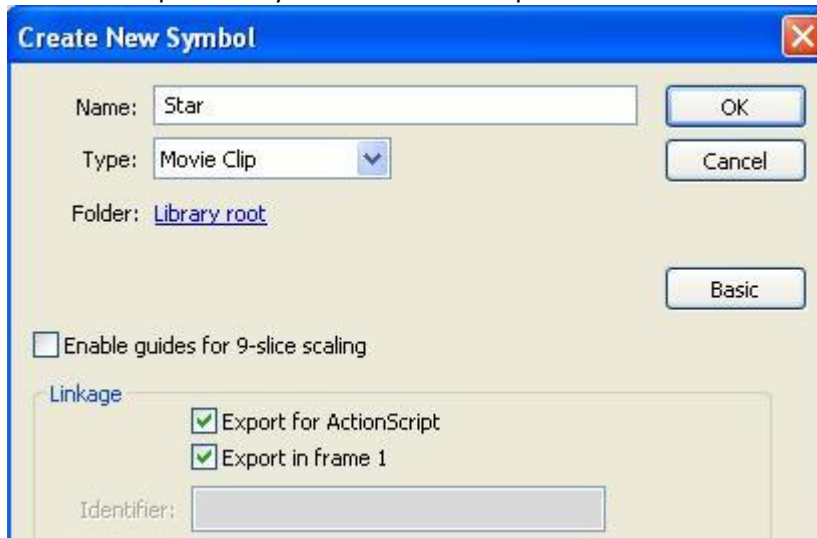 Create New Symbol
Name: Star
OK
Type: Movie Clip
Cancel
Folder: Library root
Basic
Enable guides for 9-slice scaling
Linkage
Export for ActionScript
Export in frame 1
Identifier: